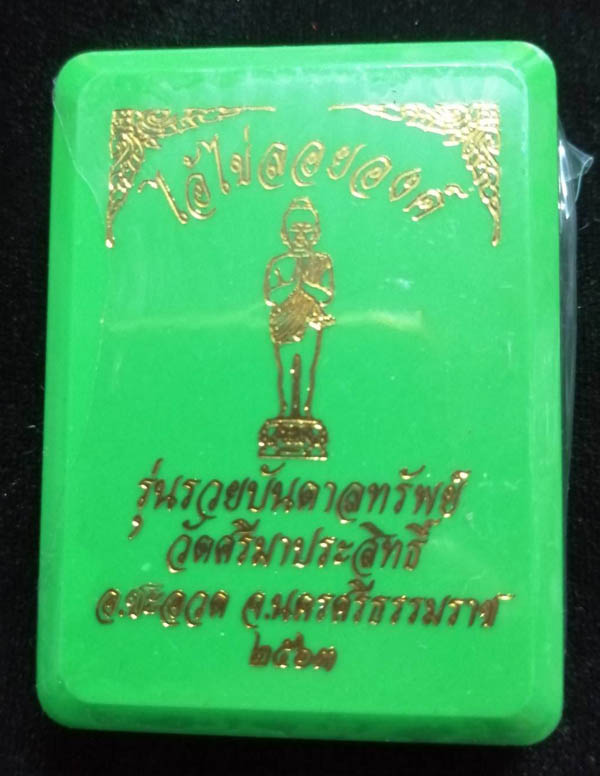 ไอ้ไข่ลอยองค์
รุ่นรวยบันดาลทรัพย์
วัดศรีมาประสิทธิ์
อ.ชะอวด จ.นครศรีธรรมราช
๒๕๖๓